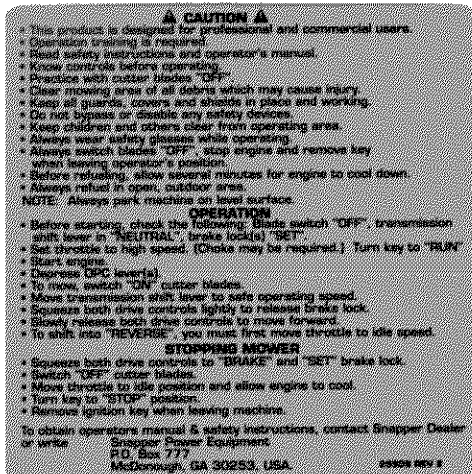 ⚠ CAUTION ⚠
• This product is designed for professional and commercial users.
• Operation training is required.
• Read safety instructions and operator's manual.
• Know controls before operating.
• Practice with cutter blades "OFF".
• Clear mowing area of all debris which may cause injury.
• Keep all guards, covers and shields in place and working.
• Do not bypass or disable any safety devices.
• Keep children and others clear from operating area.
• Always wear safety glasses while operating.
• Always switch blades "OFF", stop engine and remove key
when leaving operator's position.
• Before refueling, allow several minutes for engine to cool down.
• Always refuel in open, outdoor area.
NOTE: Always park machine on level surface.
OPERATION
• Before starting, check the following: Blade switch "OFF", transmission
shift lever in "NEUTRAL", brake lock(s) "SET".
• Set throttle to high speed. (Choke may be required.) Turn key to "RUN"
• Start engine.
• Depress OPC lever(s).
• To mow, switch "ON" cutter blades.
• Move transmission shift lever to safe operating speed.
• Squeeze both drive controls lightly to release brake lock.
• Slowly release both drive controls to move forward.
• To shift into "REVERSE", you must first move throttle to idle speed.
STOPPING MOWER
• Squeeze both drive controls to "BRAKE" and "SET" brake lock.
• Switch "OFF" cutter blades.
• Move throttle to idle position and allow engine to cool.
• Turn key to "STOP" position.
• Remove ignition key when leaving machine.
To obtain operators manual & safety instructions, contact Snapper Dealer
or write Snapper Power Equipment
P.O. Box 777
McDonough, GA 30253 USA
REV